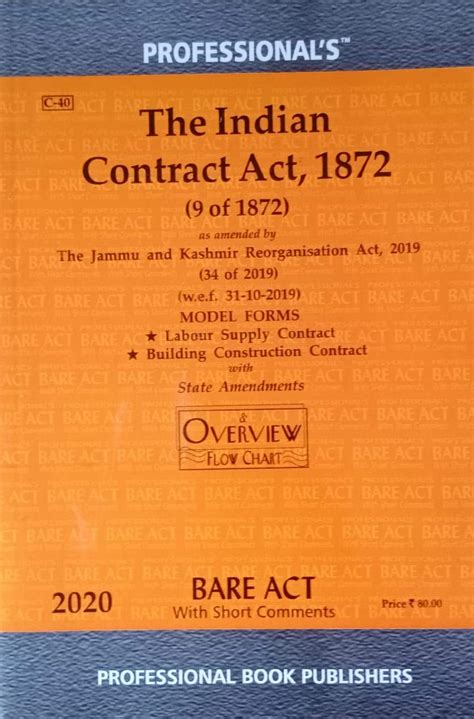 PROFESSIONAL'S™
C-40
The Indian
Contract Act, 1872
(9 of 1872)
as amended by
The Jammu and Kashmir Reorganisation Act, 2019
(34 of 2019)
(w.e.f. 31-10-2019)
MODEL FORMS
★ Labour Supply Contract
★ Building Construction Contract
with
State Amendments
&
OVERVIEW
FLOW CHART
BARE ACT
2020
With Short Comments
Price ₹ 80.00
PROFESSIONAL BOOK PUBLISHERS